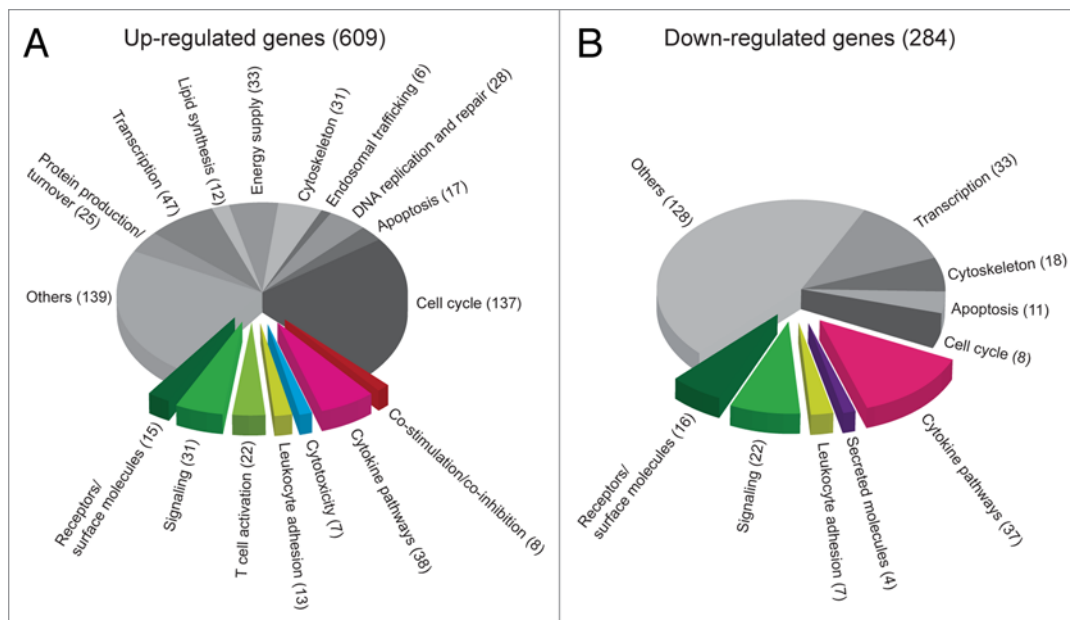 A
Up-regulated genes (609)
Protein production/
turnover (25)
Transcription (47)
Lipid synthesis (12)
Energy supply (33)
Cytoskeleton (31)
Endosomal trafficking (6)
DNA replication and repair (28)
Apoptosis (17)
Others (139)
Cell cycle (137)
Receptors/
surface molecules (15)
Signaling (31)
T cell activation (22)
Leukocyte adhesion (13)
Cytotoxicity (7)
Cytokine pathways (38)
Co-stimulation/co-inhibition (8)
B
Down-regulated genes (284)
Others (128)
Transcription (33)
Cytoskeleton (18)
Apoptosis (11)
Cell cycle (8)
Receptors/
surface molecules (16)
Signaling (22)
Leukocyte adhesion (7)
Secreted molecules (4)
Cytokine pathways (37)